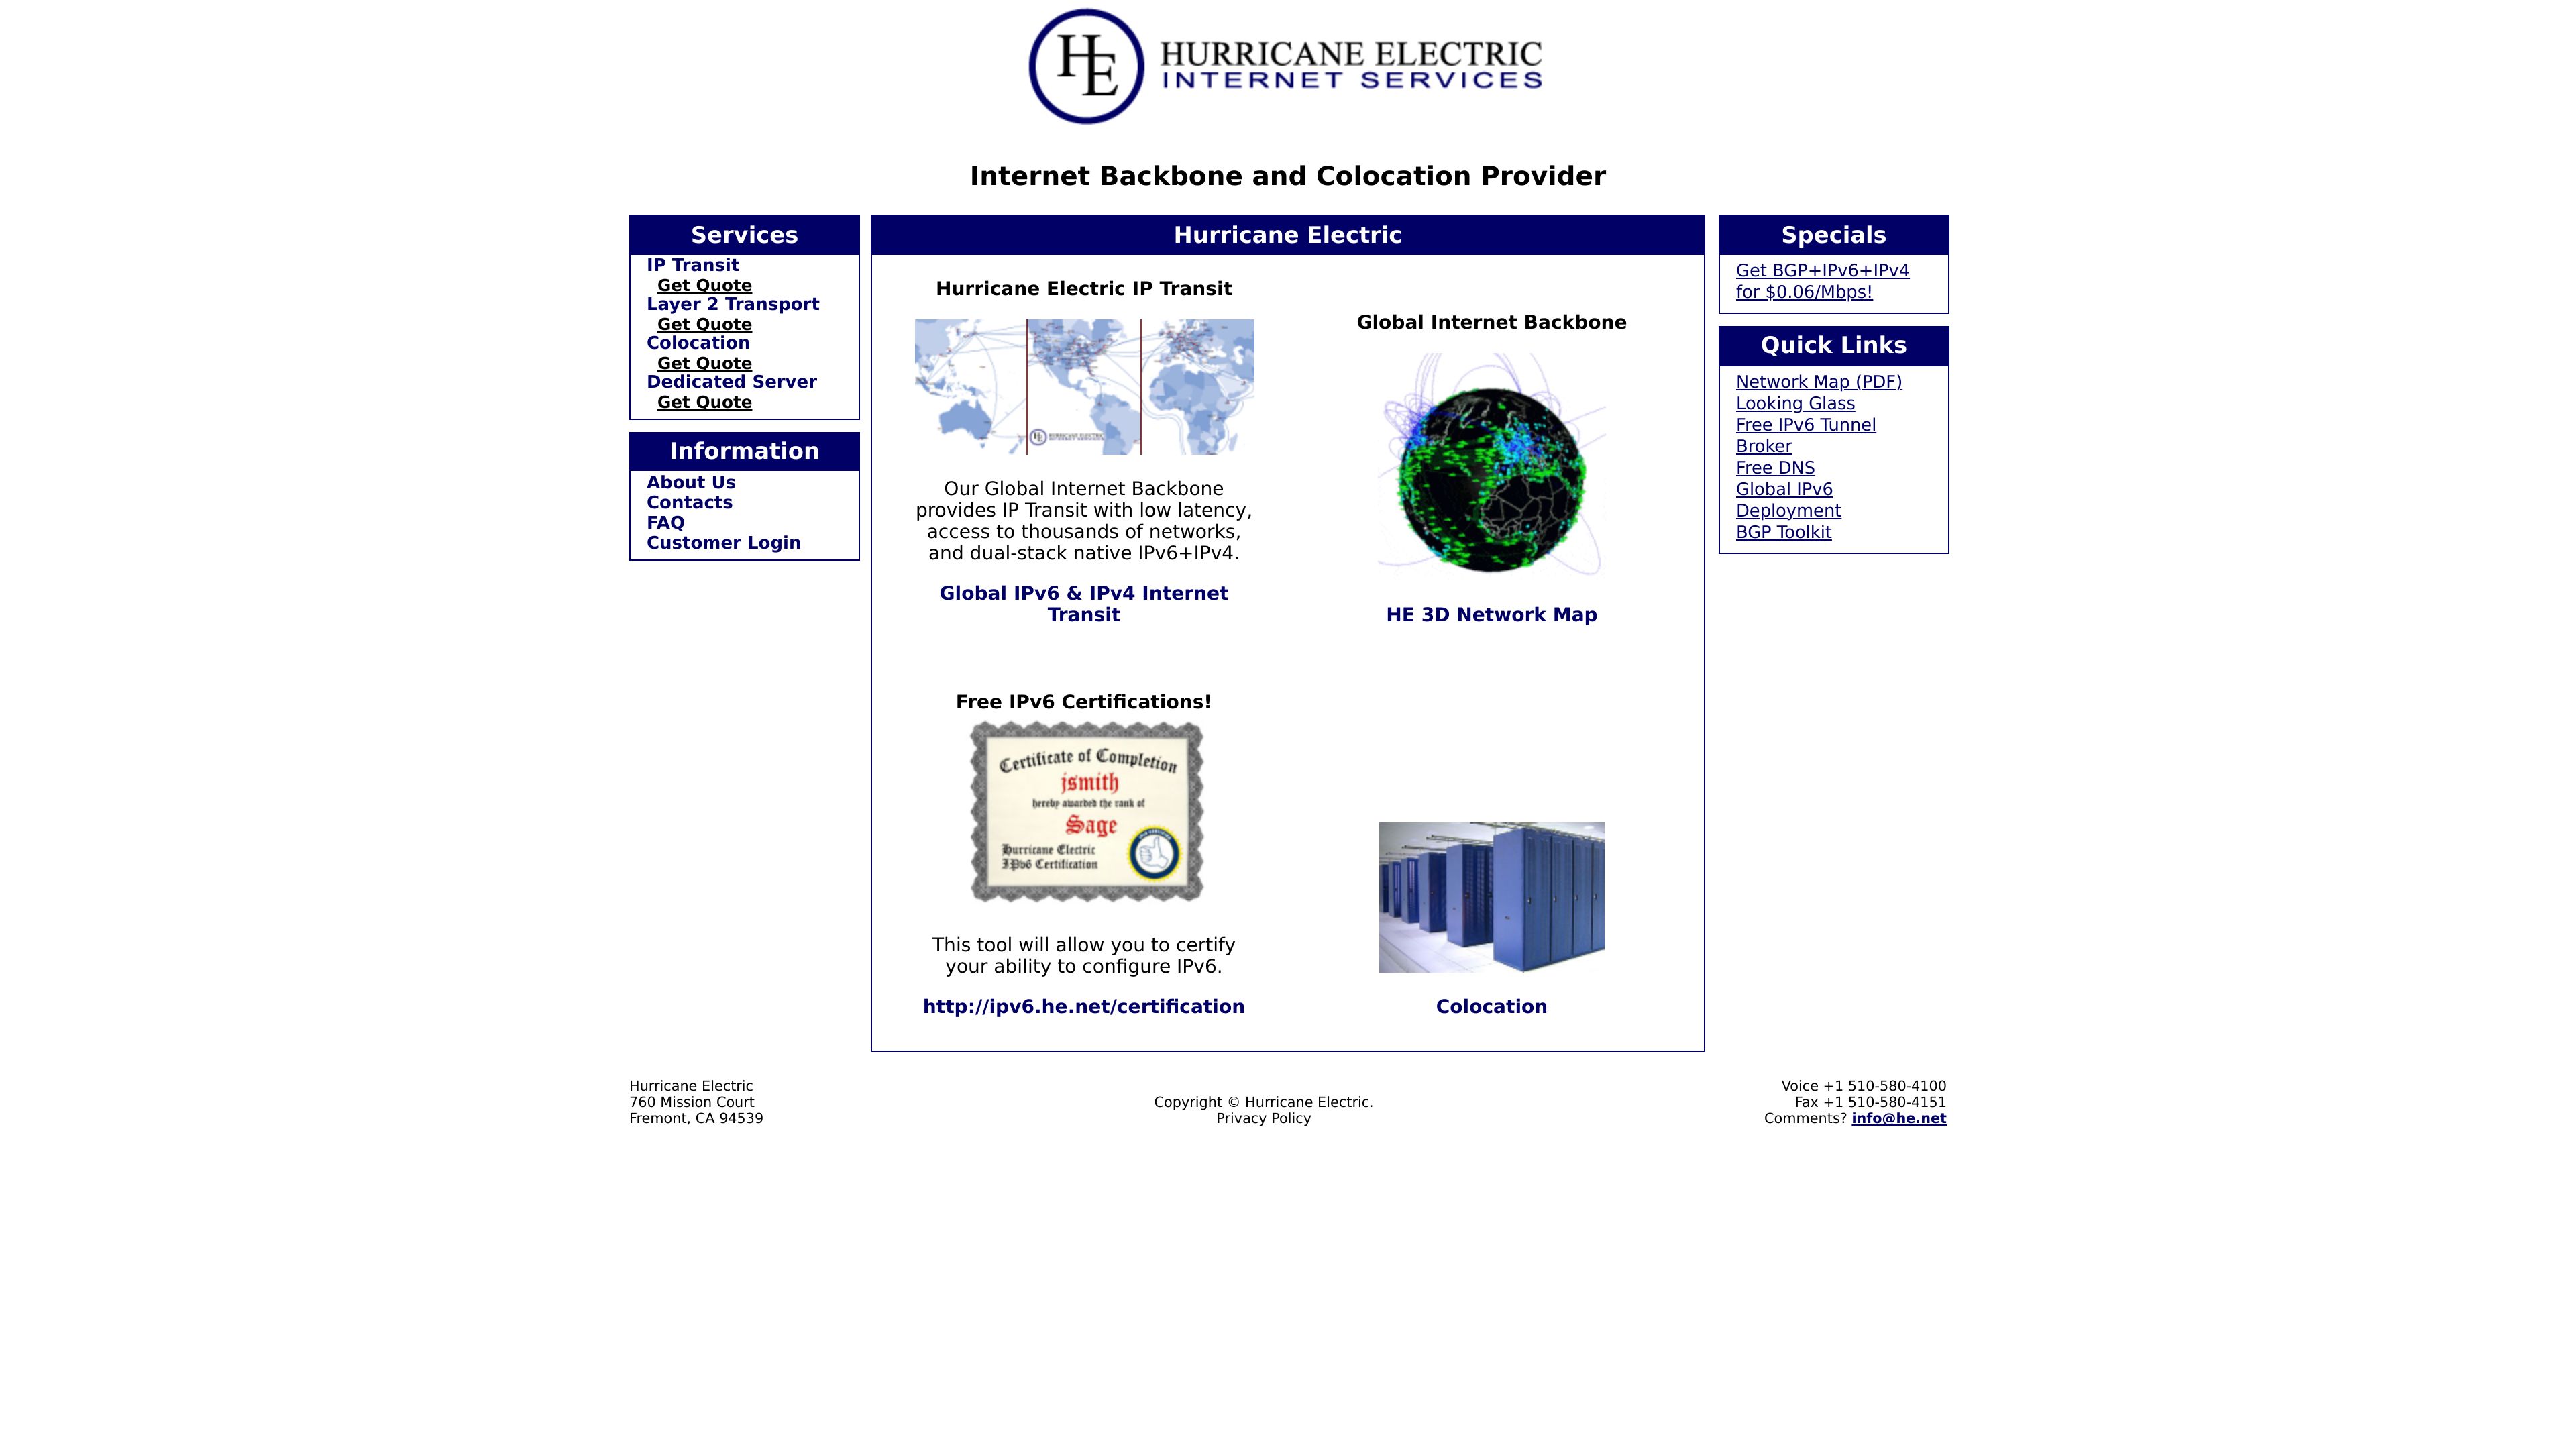 HE
HURRICANE ELECTRIC
INTERNET SERVICES
Internet Backbone and Colocation Provider
Services
IP Transit
Get Quote
Layer 2 Transport
Get Quote
Colocation
Get Quote
Dedicated Server
Get Quote
Information
About Us
Contacts
FAQ
Customer Login
Hurricane Electric
Hurricane Electric IP Transit
HE HURRICANE ELECTRIC
Our Global Internet Backbone
provides IP Transit with low latency,
access to thousands of networks,
and dual-stack native IPv6+IPv4.
Global IPv6 & IPv4 Internet
Transit
Global Internet Backbone
HE 3D Network Map
Free IPv6 Certifications!
Certificate of Completion
jsmith
hereby awarded the rank of
Sage
Hurricane Electric
IPv6 Certification
This tool will allow you to certify
your ability to configure IPv6.
http://ipv6.he.net/certification
Colocation
Specials
Get BGP+IPv6+IPv4
for $0.06/Mbps!
Quick Links
Network Map (PDF)
Looking Glass
Free IPv6 Tunnel
Broker
Free DNS
Global IPv6
Deployment
BGP Toolkit
Hurricane Electric
760 Mission Court
Fremont, CA 94539
Copyright © Hurricane Electric.
Privacy Policy
Voice +1 510-580-4100
Fax +1 510-580-4151
Comments? info@he.net